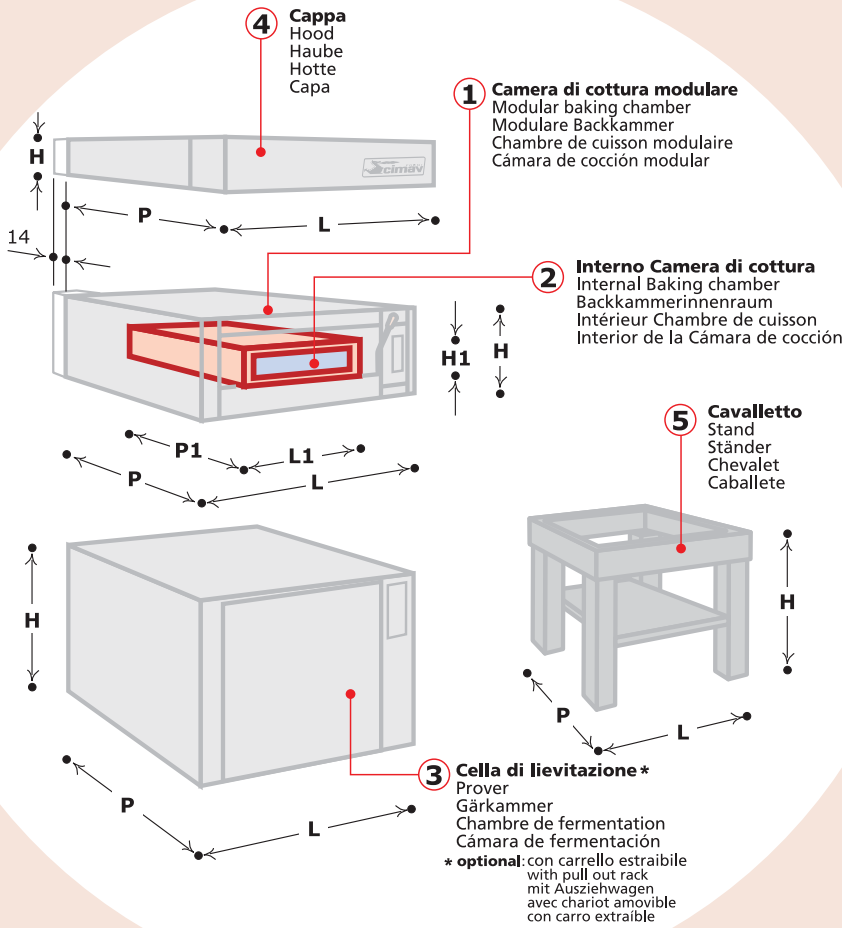 4 Cappa
Hood
Haube
Hotte
Capa
1 Camera di cottura modulare
Modular baking chamber
Modulare Backkammer
Chambre de cuisson modulaire
Cámara de cocción modular
H
cimav
P
L
14
2 Interno Camera di cottura
Internal Baking chamber
Backkammerinnenraum
Intérieur Chambre de cuisson
Interior de la Cámara de cocción
H1
H
P1
L1
P
L
5 Cavalletto
Stand
Ständer
Chevalet
Caballete
H
H
P
L
P
L
3 Cella di lievitazione*
Prover
Gärkammer
Chambre de fermentation
Cámara de fermentación
* optional: con carrello estraibile
with pull out rack
mit Ausziehwagen
avec chariot amovible
con carro extraíble